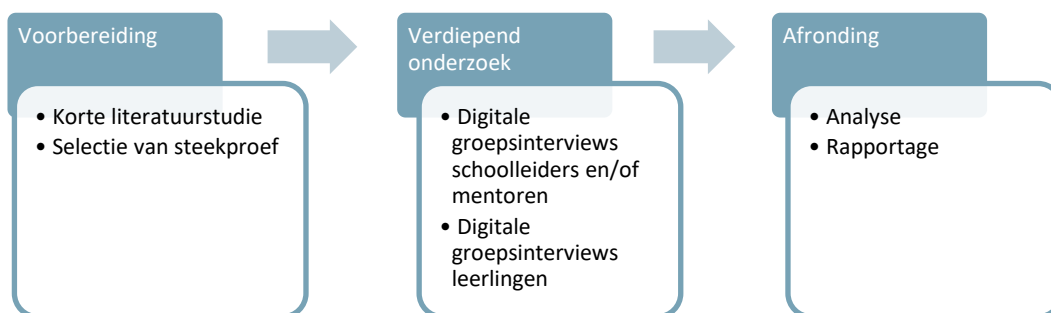 Voorbereiding
• Korte literatuurstudie
• Selectie van steekproef
Verdiepend
onderzoek
• Digitale
groepsinterviews
schoolleiders en/of
mentoren
• Digitale
groepsinterviews
leerlingen
Afronding
• Analyse
• Rapportage